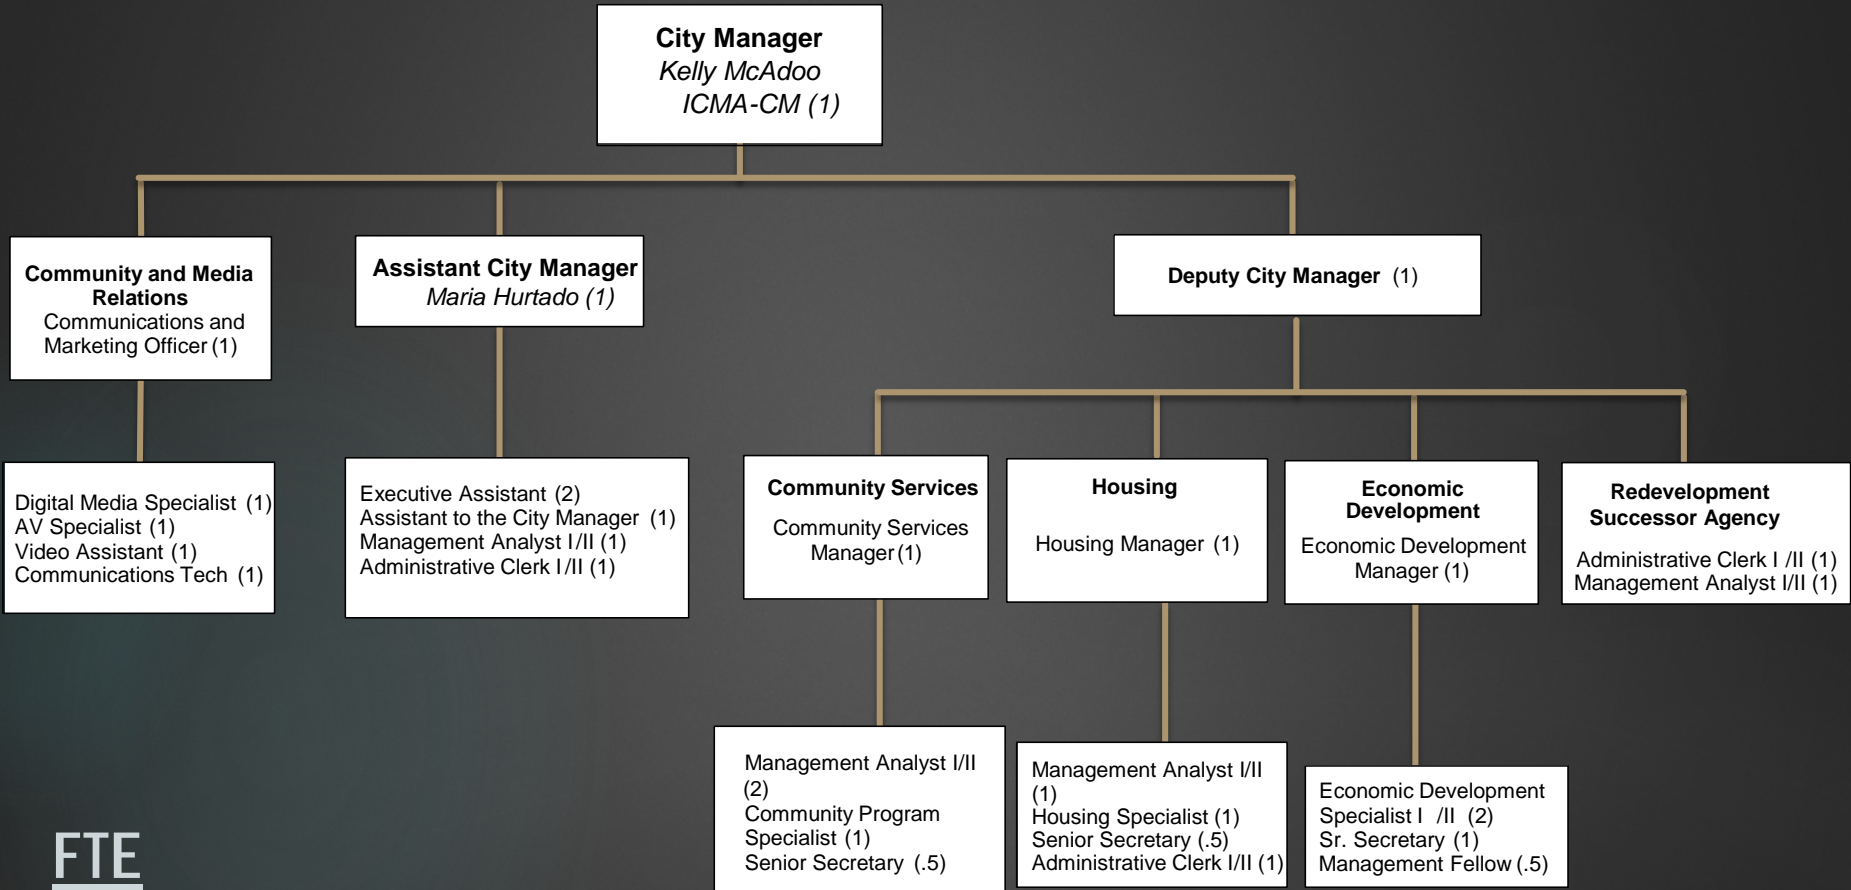 City Manager
Kelly McAdoo
ICMA-CM (1)
Community and Media
Relations
Communications and
Marketing Officer (1)
Assistant City Manager
Maria Hurtado (1)
Deputy City Manager (1)
Digital Media Specialist (1)
AV Specialist (1)
Video Assistant (1)
Communications Tech (1)
Executive Assistant (2)
Assistant to the City Manager (1)
Management Analyst I/II (1)
Administrative Clerk I/II (1)
Community Services
Community Services
Manager (1)
Housing
Housing Manager (1)
Economic
Development
Economic Development
Manager (1)
Redevelopment
Successor Agency
Administrative Clerk I /II (1)
Management Analyst I/II (1)
Management Analyst I/II
(2)
Community Program
Specialist (1)
Senior Secretary (.5)
Management Analyst I/II
(1)
Housing Specialist (1)
Senior Secretary (.5)
Administrative Clerk I/II (1)
Economic Development
Specialist I /II (2)
Sr. Secretary (1)
Management Fellow (.5)
FTE